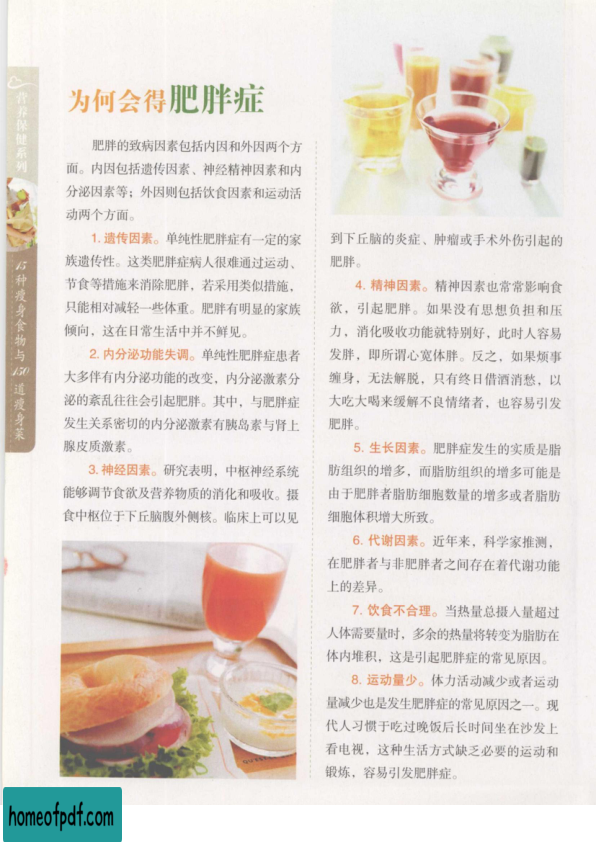 营养保健系列
15种瘦身食物与150道瘦身菜
为何会得肥胖症
肥胖的致病因素包括内因和外因两个方
面。内因包括遗传因素、神经精神因素和内
分泌因素等；外因则包括饮食因素和运动活
动两个方面。
1. 遗传因素。单纯性肥胖症有一定的家
族遗传性。这类肥胖症病人很难通过运动、
节食等措施来消除肥胖，若采用类似措施，
只能相对减轻一些体重。肥胖有明显的家族
倾向，这在日常生活中并不鲜见。
2. 内分泌功能失调。单纯性肥胖症患者
大多伴有内分泌功能的改变，内分泌激素分
泌的紊乱往往会引起肥胖。其中，与肥胖症
发生关系密切的内分泌激素有胰岛素与肾上
腺皮质激素。
3. 神经因素。研究表明，中枢神经系统
能够调节食欲及营养物质的消化和吸收。摄
食中枢位于下丘脑腹外侧核。临床上可以见
到下丘脑的炎症、肿瘤或手术外伤引起的
肥胖。
4. 精神因素。精神因素也常常影响食
欲，引起肥胖。如果没有思想负担和压
力，消化吸收功能就特别好，此时人容易
发胖，即所谓心宽体胖。反之，如果烦事
缠身，无法解脱，只有终日借酒消愁，以
大吃大喝来缓解不良情绪者，也容易引发
肥胖。
5. 生长因素。肥胖症发生的实质是脂
肪组织的增多，而脂肪组织的增多可能是
由于肥胖者脂肪细胞数量的增多或者脂肪
细胞体积增大所致。
6. 代谢因素。近年来，科学家推测，
在肥胖者与非肥胖者之间存在着代谢功能
上的差异。
7. 饮食不合理。当热量总摄入量超过
人体需要量时，多余的热量将转变为脂肪在
体内堆积，这是引起肥胖症的常见原因。
8. 运动量少。体力活动减少或者运动
量减少也是发生肥胖症的常见原因之一。现
代人习惯于吃过晚饭后长时间坐在沙发上
看电视，这种生活方式缺乏必要的运动和
锻炼，容易引发肥胖症。
homeofpdf.com